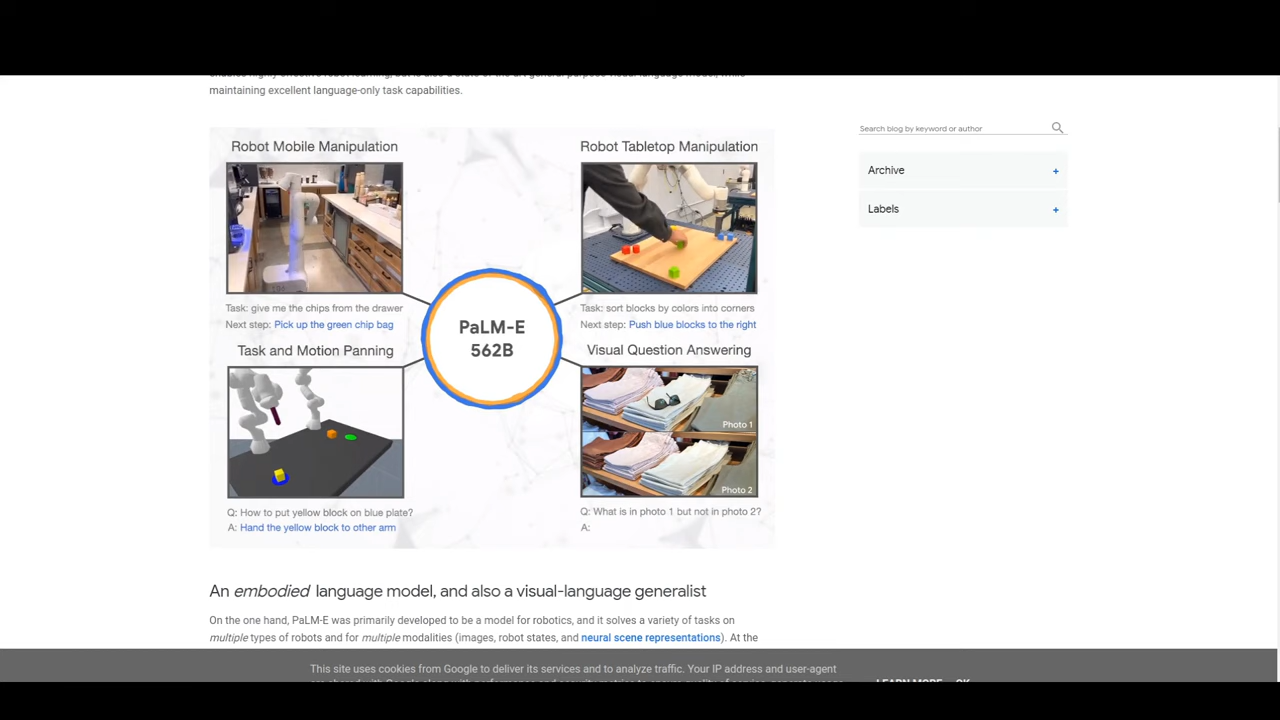 maintaining excellent language-only task capabilities.
Search blog by keyword or author
Archive +
Labels +
Robot Mobile Manipulation
Robot Tabletop Manipulation
Task: give me the chips from the drawer
Next step: Pick up the green chip bag
Task: sort blocks by colors into corners
Next step: Push blue blocks to the right
PaLM-E
562B
Task and Motion Panning
Visual Question Answering
Photo 1
Photo 2
Q: How to put yellow block on blue plate?
A: Hand the yellow block to other arm
Q: What is in photo 1 but not in photo 2?
A:
An embodied language model, and also a visual-language generalist
On the one hand, PaLM-E was primarily developed to be a model for robotics, and it solves a variety of tasks on
multiple types of robots and for multiple modalities (images, robot states, and neural scene representations). At the
This site uses cookies from Google to deliver its services and to analyze traffic. Your IP address and user-agent
LEARN MORE OK